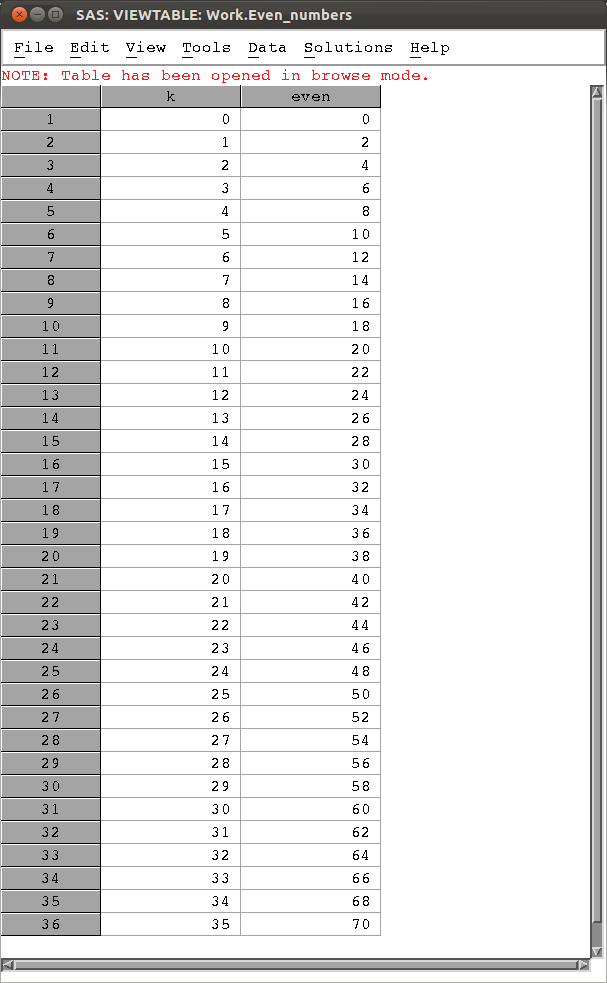 SAS: VIEWTABLE: Work.Even_numbers
File Edit View Tools Data Solutions Help
NOTE: Table has been opened in browse mode.
k even
1 0 0
2 1 2
3 2 4
4 3 6
5 4 8
6 5 10
7 6 12
8 7 14
9 8 16
10 9 18
11 10 20
12 11 22
13 12 24
14 13 26
15 14 28
16 15 30
17 16 32
18 17 34
19 18 36
20 19 38
21 20 40
22 21 42
23 22 44
24 23 46
25 24 48
26 25 50
27 26 52
28 27 54
29 28 56
30 29 58
31 30 60
32 31 62
33 32 64
34 33 66
35 34 68
36 35 70